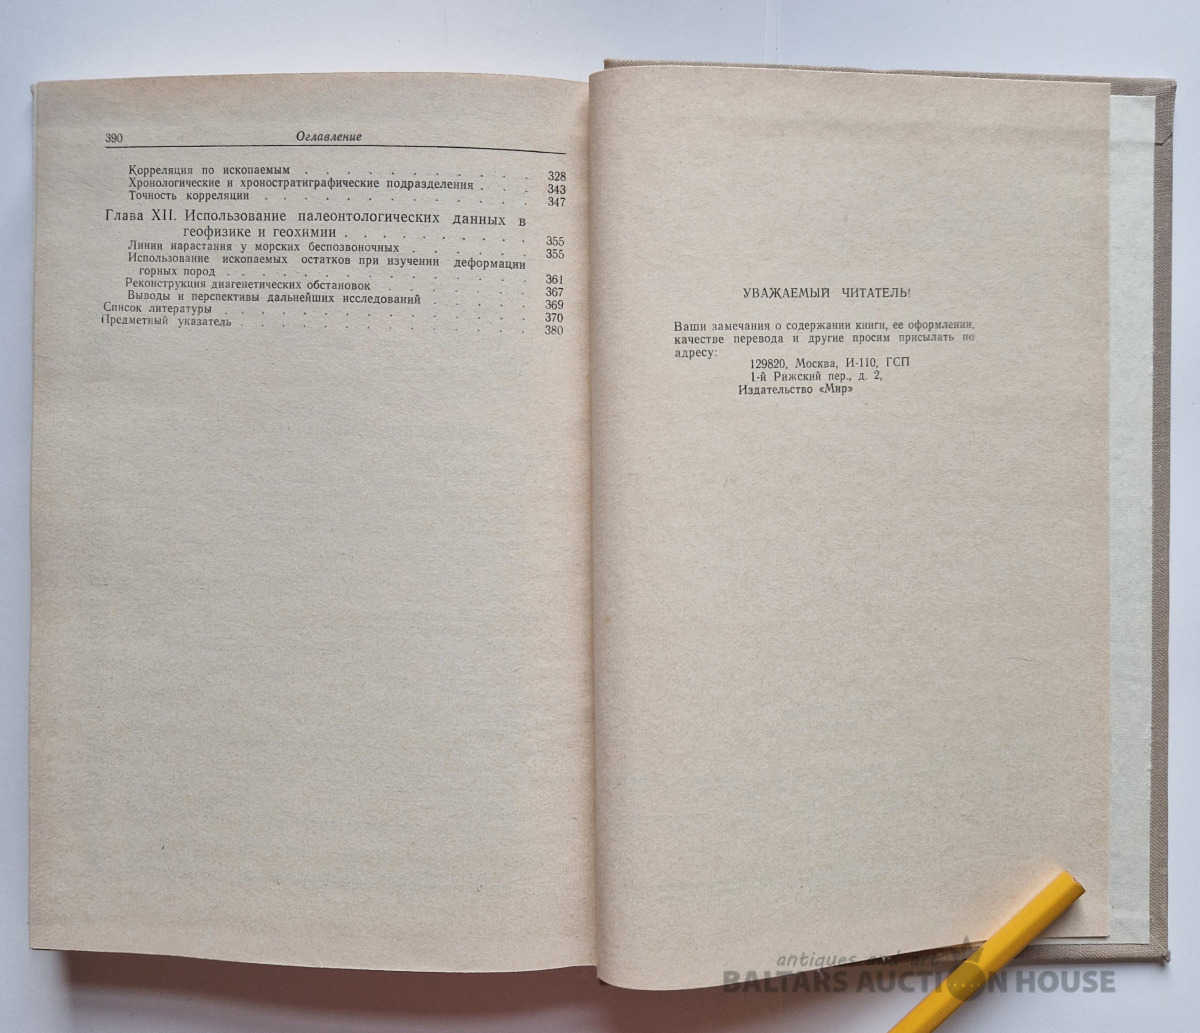 390 Оглавление
Корреляция по ископаемым . . . . . . . . . . . 328
Хронологические и хроностратиграфические подразделения . . . 343
Точность корреляции . . . . . . . . . . . . . 347
Глава XII. Использование палеонтологических данных в
геофизике и геохимии . . . . . . . . . . 355
Линии нарастания у морских беспозвоночных . . . . . . 355
Использование ископаемых остатков при изучении деформации
горных пород . . . . . . . . . . . . . 361
Реконструкция диагенетических обстановок . . . . . . . 367
Выводы и перспективы дальнейших исследований . . . . . 369
Список литературы . . . . . . . . . . . . . . 370
Предметный указатель . . . . . . . . . . . . . 380
УВАЖАЕМЫЙ ЧИТАТЕЛЬ!
Ваши замечания о содержании книги, ее оформлении,
качестве перевода и другие просим присылать по
адресу:
129820, Москва, И-110, ГСП
1-й Рижский пер., д. 2,
Издательство «Мир»
antiques and art
BALTARS AUCTION HOUSE